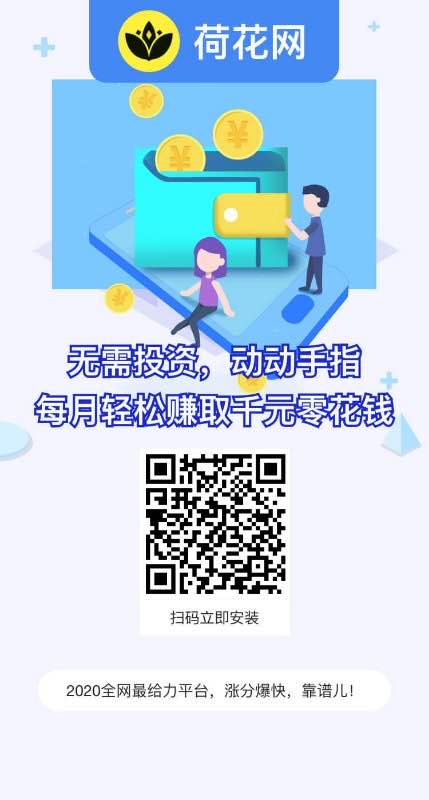 荷花网
无需投资，动动手指
每月轻松赚取千元零花钱
扫码立即安装
2020全网最给力平台，涨分爆快，靠谱儿！